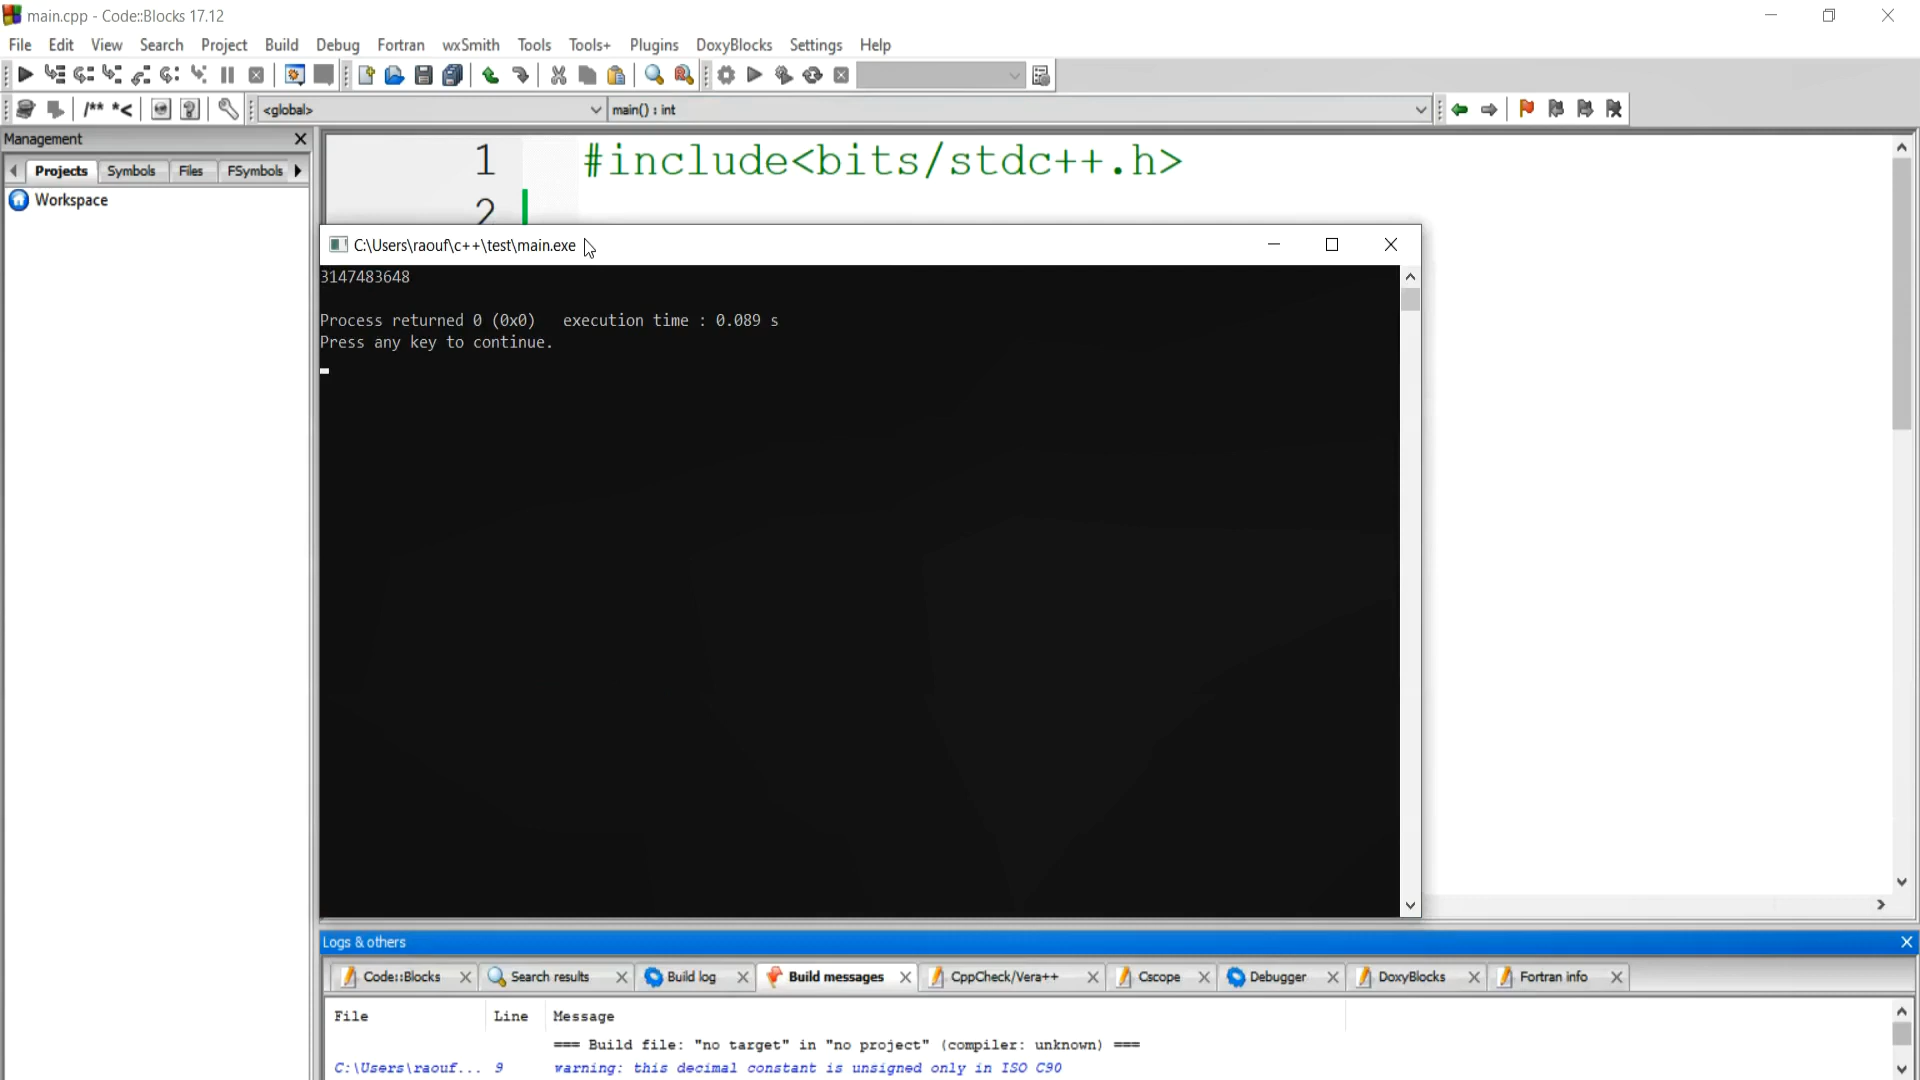 main.cpp - Code::Blocks 17.12
File Edit View Search Project Build Debug Fortran wxSmith Tools Tools+ Plugins DoxyBlocks Settings Help
/** *<
<global> main() : int
Management
Projects Symbols Files FSymbols
Workspace
1 #include<bits/stdc++.h>
2
C:\Users\raouf\c++\test\main.exe
3147483648
Process returned 0 (0x0) execution time : 0.089 s
Press any key to continue.
Logs & others
Code::Blocks Search results Build log Build messages CppCheck/Vera++ Cscope Debugger DoxyBlocks Fortran info
File Line Message
=== Build file: "no target" in "no project" (compiler: unknown) ===
C:\Users\raouf... 9 warning: this decimal constant is unsigned only in ISO C90